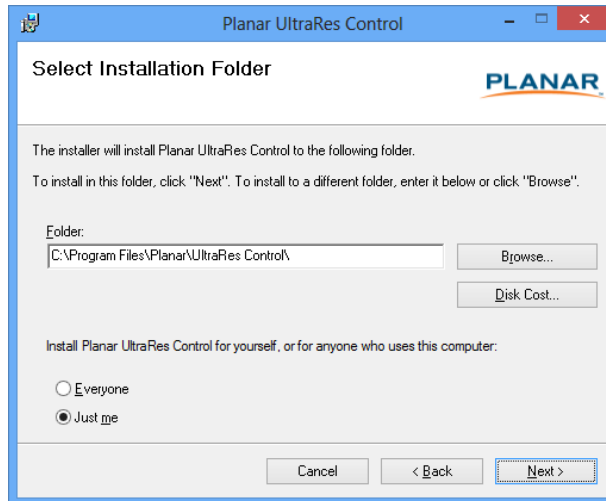 Planar UltraRes Control
Select Installation Folder
PLANAR
The installer will install Planar UltraRes Control to the following folder.
To install in this folder, click "Next". To install to a different folder, enter it below or click "Browse".
Folder:
C:\Program Files\Planar\UltraRes Control\
Browse...
Disk Cost...
Install Planar UltraRes Control for yourself, or for anyone who uses this computer:
Everyone
Just me
Cancel
< Back
Next >